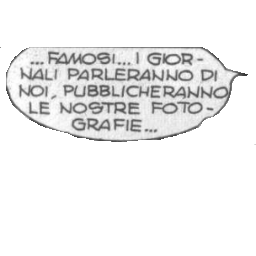 ...FAMOSI...I GIOR-
NALI PARLERANNO DI
NOI, PUBBLICHERANNO
LE NOSTRE FOTO-
GRAFIE...